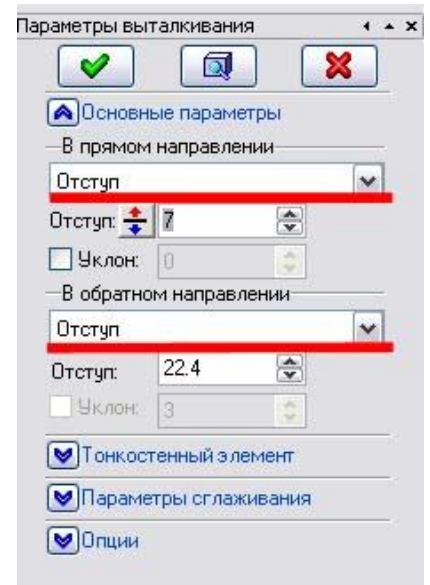 Параметры выталкивания
Основные параметры
В прямом направлении
Отступ
Отступ: 7
Уклон: 0
В обратном направлении
Отступ
Отступ: 22.4
Уклон: 3
Тонкостенный элемент
Параметры сглаживания
Опции